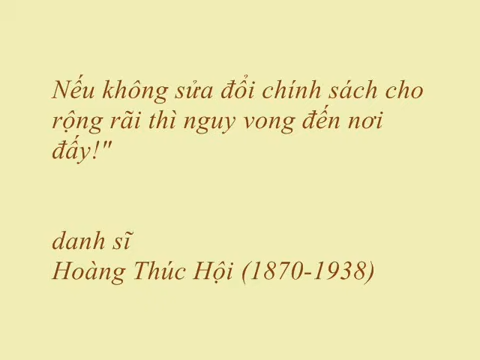 Nếu không sửa đổi chính sách cho
rộng rãi thì nguy vong đến nơi
đấy!"
danh sĩ
Hoàng Thúc Hội (1870-1938)